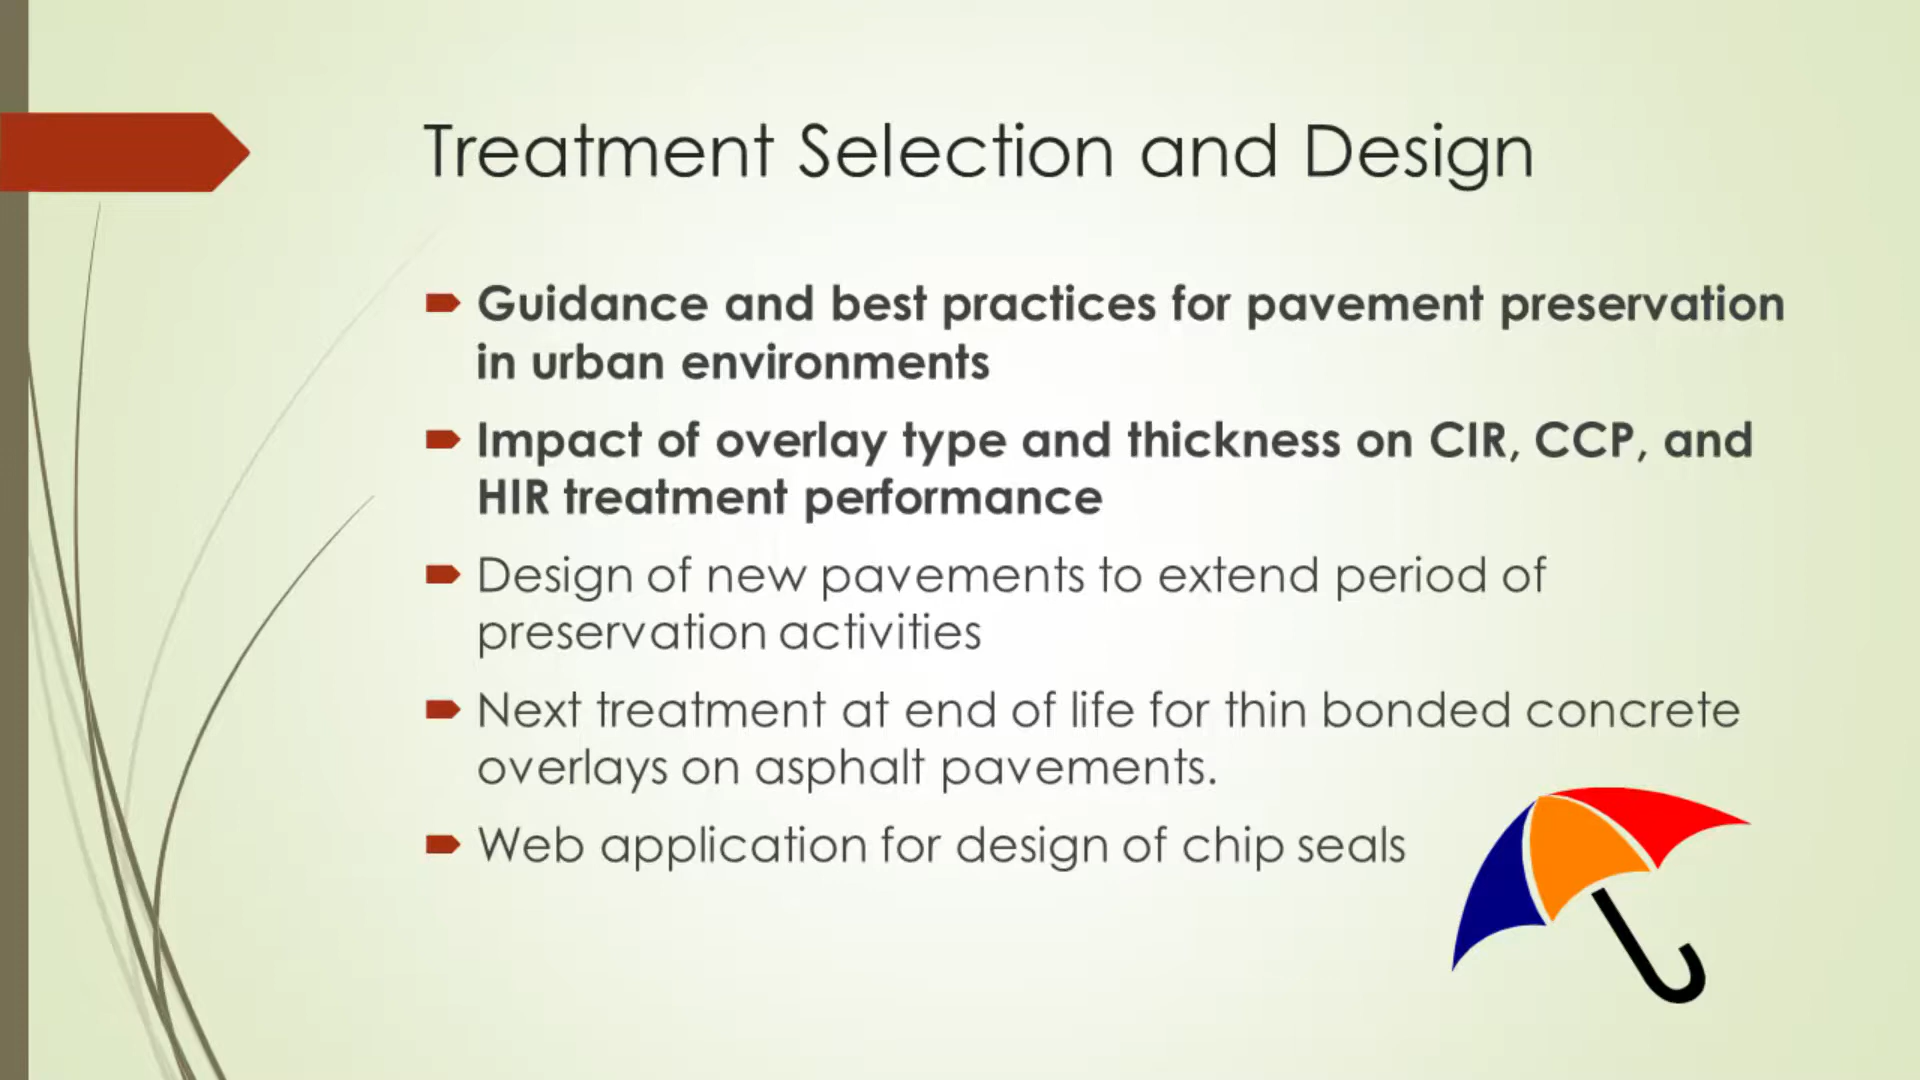 Treatment Selection and Design
Guidance and best practices for pavement preservation
in urban environments
Impact of overlay type and thickness on CIR, CCP, and
HIR treatment performance
Design of new pavements to extend period of
preservation activities
Next treatment at end of life for thin bonded concrete
overlays on asphalt pavements.
Web application for design of chip seals